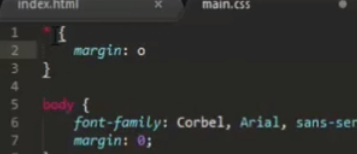 index.html × main.css
1 * {
2 margin: o
3 }
4
5 body {
6 font-family: Corbel, Arial, sans-ser
7 margin: 0;